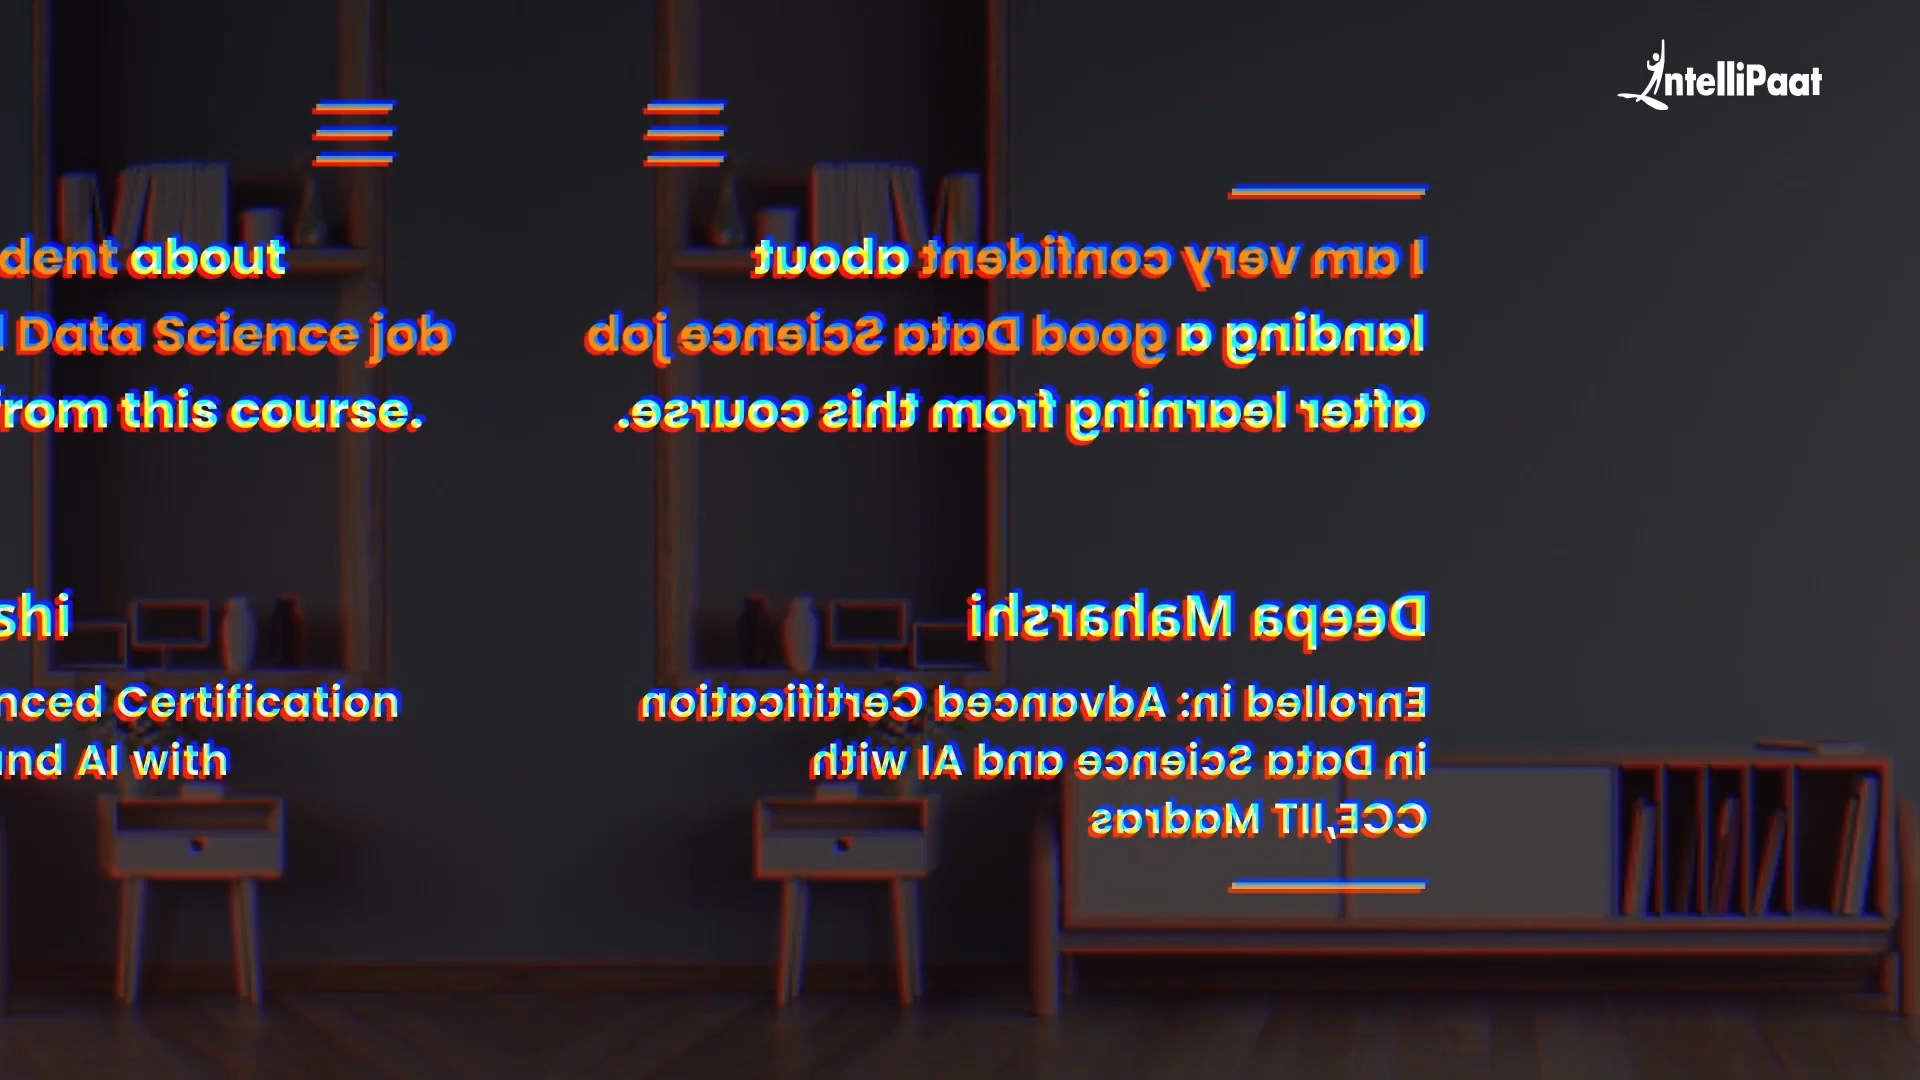 IntelliPaat
dent about
Data Science job
from this course.
shi
nced Certification
and AI with
I am very confident about
landing a good Data Science job
after learning from this course.
Deepa Maharshi
Enrolled in: Advanced Certification
in Data Science and AI with
CCE,IIT Madras